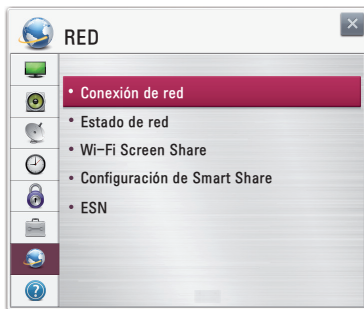 RED
• Conexión de red
• Estado de red
• Wi-Fi Screen Share
• Configuración de Smart Share
• ESN